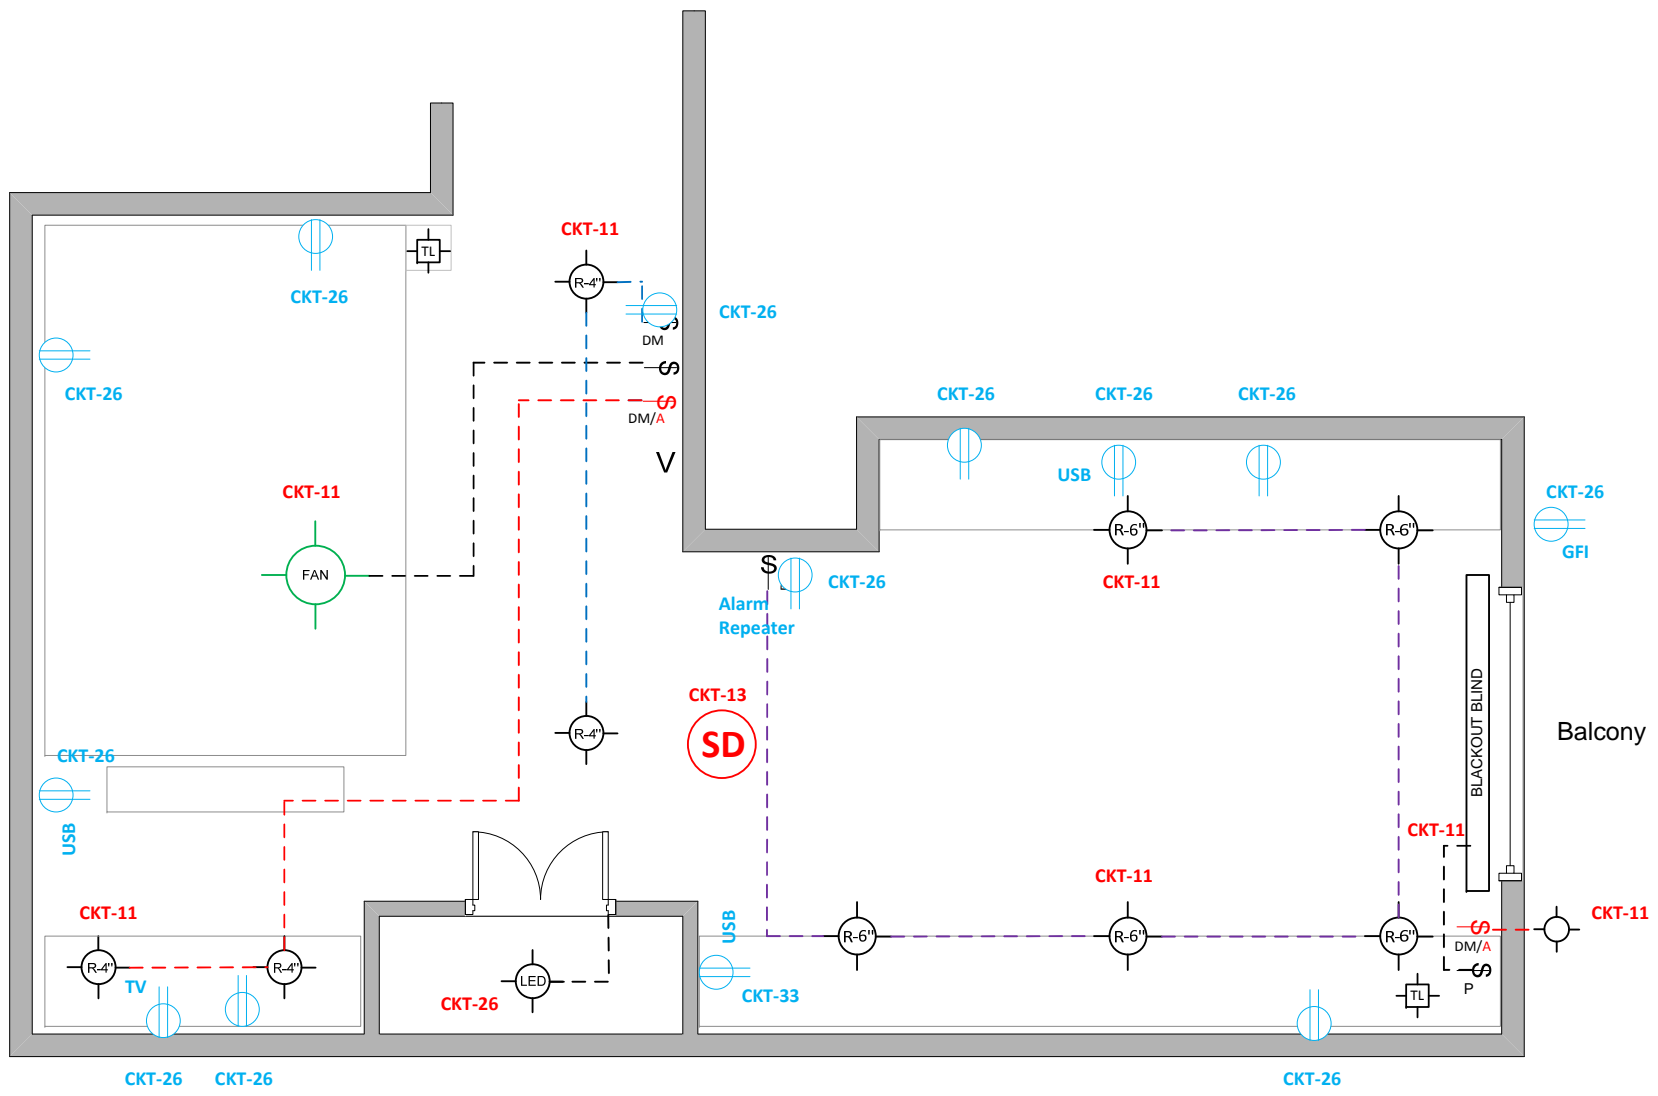 CKT-11
R-4"
TL
CKT-26
CKT-26
S
DM
S
CKT-26
S
DM/A
CKT-26
CKT-26
CKT-26
V
USB
CKT-11
CKT-26
GFI
R-6"
R-6"
S
FAN
CKT-26
CKT-11
Alarm
Repeater
CKT-13
SD
R-4"
BLACKOUT BLIND
Balcony
CKT-26
USB
CKT-11
CKT-11
CKT-11
CKT-11
USB
R-6"
R-6"
R-6"
S
DM/A
R-4"
R-4"
TV
LED
CKT-26
CKT-33
S
P
TL
CKT-26
CKT-26
CKT-26